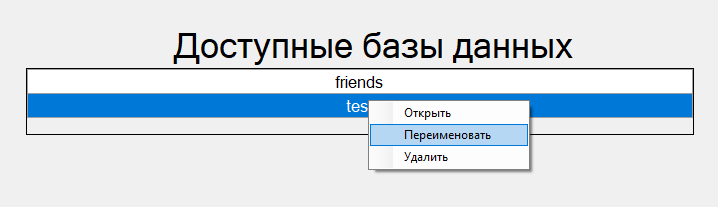 Доступные базы данных
friends
Открыть
Переименовать
Удалить